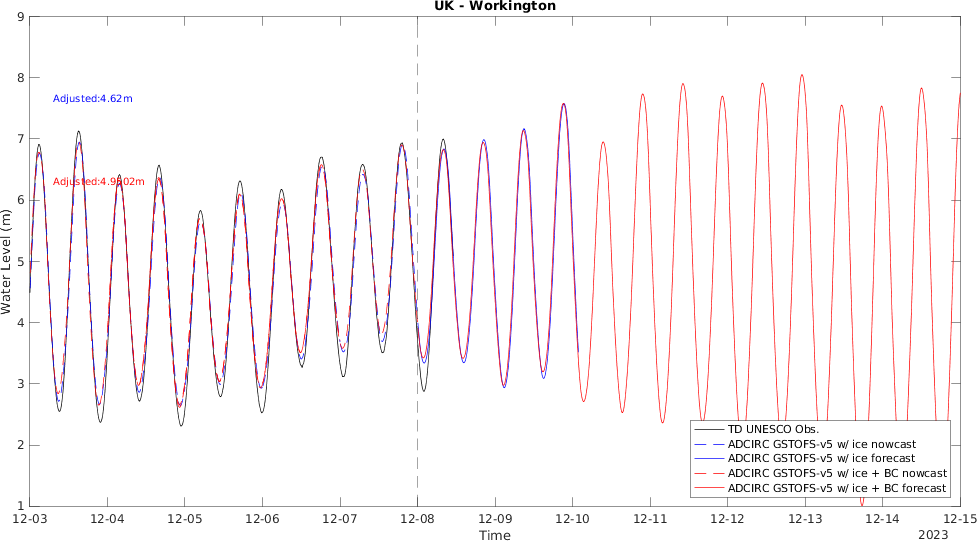 UK - Workington
9
8
7
6
5
4
3
2
1
Water Level (m)
Adjusted:4.62m
Adjusted:4.9502m
TD UNESCO Obs.
ADCIRC GSTOFS-v5 w/ ice nowcast
ADCIRC GSTOFS-v5 w/ ice forecast
ADCIRC GSTOFS-v5 w/ ice + BC nowcast
ADCIRC GSTOFS-v5 w/ ice + BC forecast
12-03 12-04 12-05 12-06 12-07 12-08 12-09 12-10 12-11 12-12 12-13 12-14 12-15
Time
2023